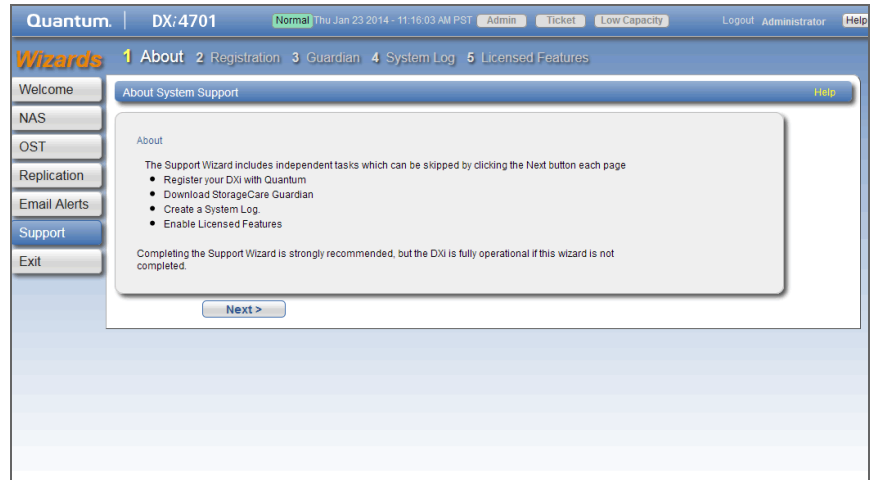 Quantum. DXi4701 Normal Thu Jan 23 2014 - 11:16:03 AM PST Admin Ticket Low Capacity Logout Administrator Help
Wizards 1 About 2 Registration 3 Guardian 4 System Log 5 Licensed Features
Welcome
NAS
OST
Replication
Email Alerts
Support
Exit
About System Support Help
About
The Support Wizard includes independent tasks which can be skipped by clicking the Next button each page
• Register your DXi with Quantum
• Download StorageCare Guardian
• Create a System Log.
• Enable Licensed Features
Completing the Support Wizard is strongly recommended, but the DXi is fully operational if this wizard is not
completed.
Next >